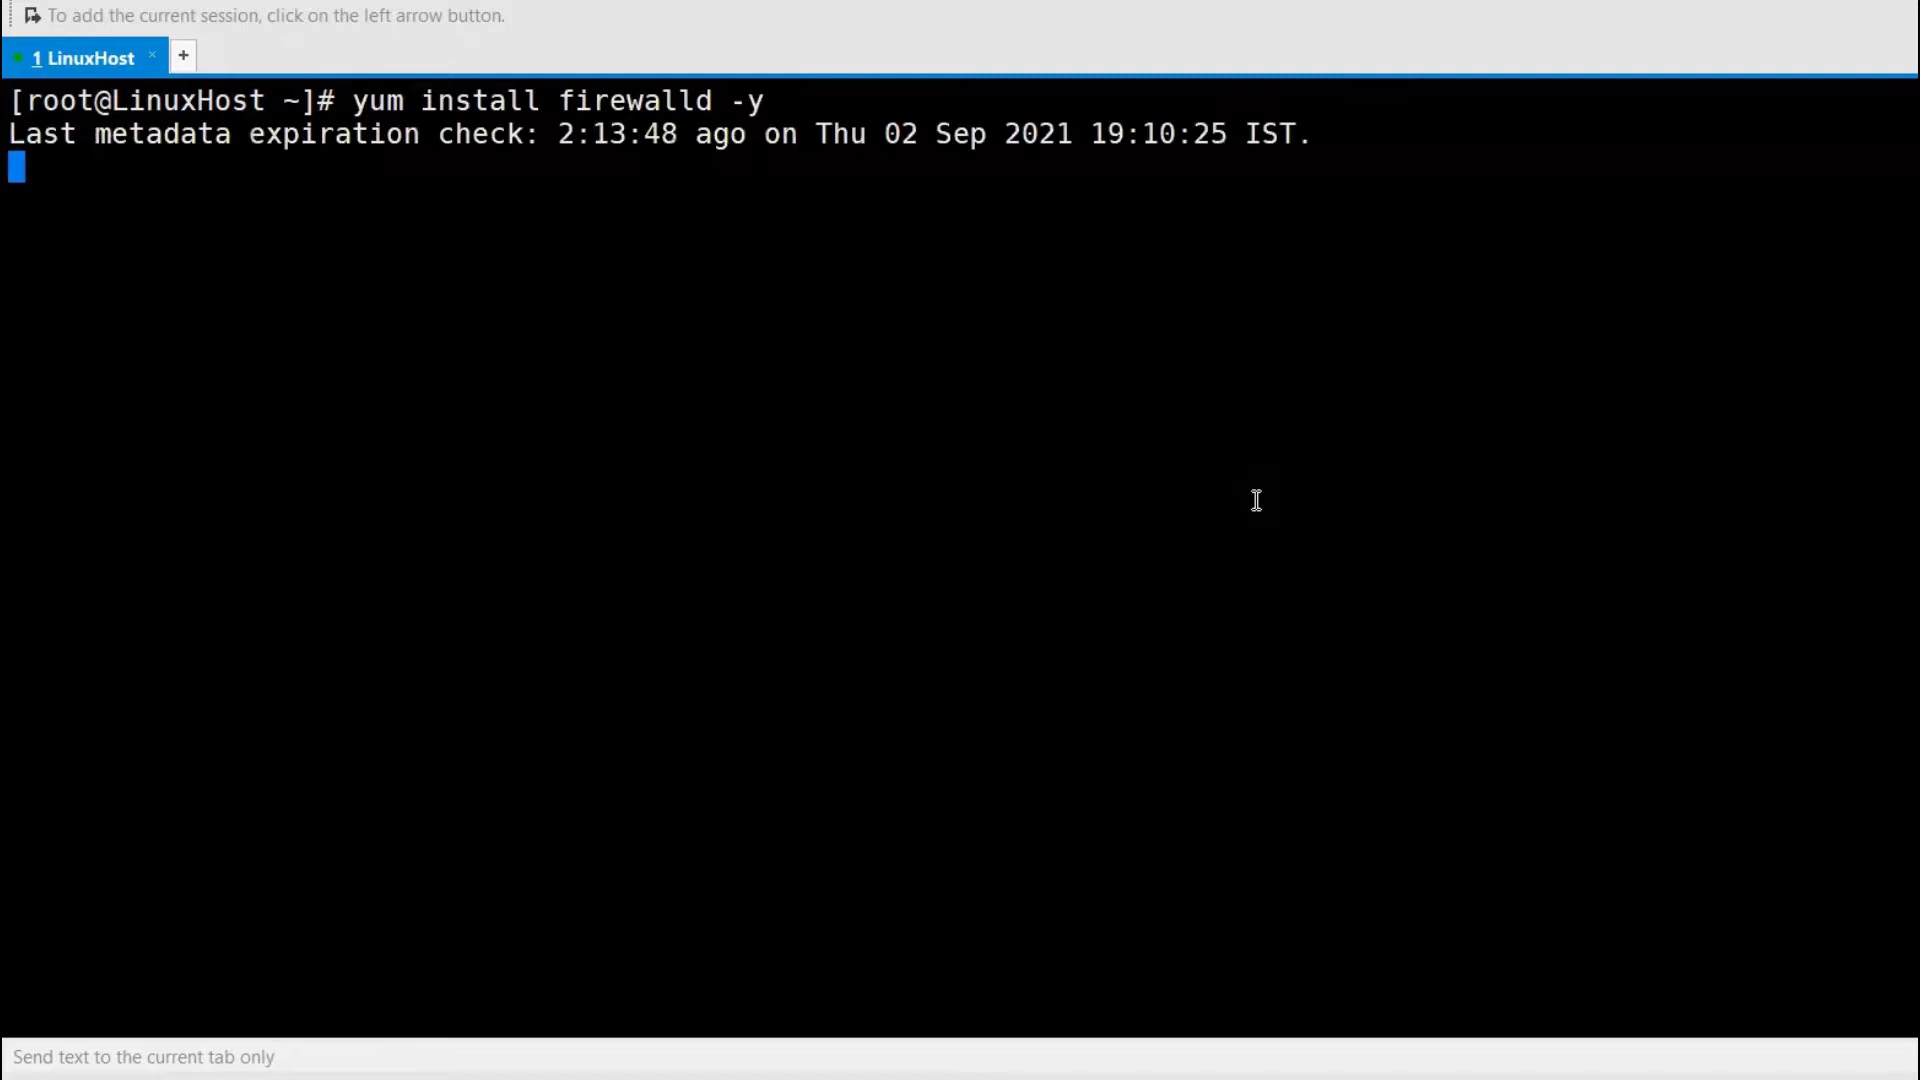 To add the current session, click on the left arrow button.
1 LinuxHost × +
[root@LinuxHost ~]# yum install firewalld -y
Last metadata expiration check: 2:13:48 ago on Thu 02 Sep 2021 19:10:25 IST.
Send text to the current tab only